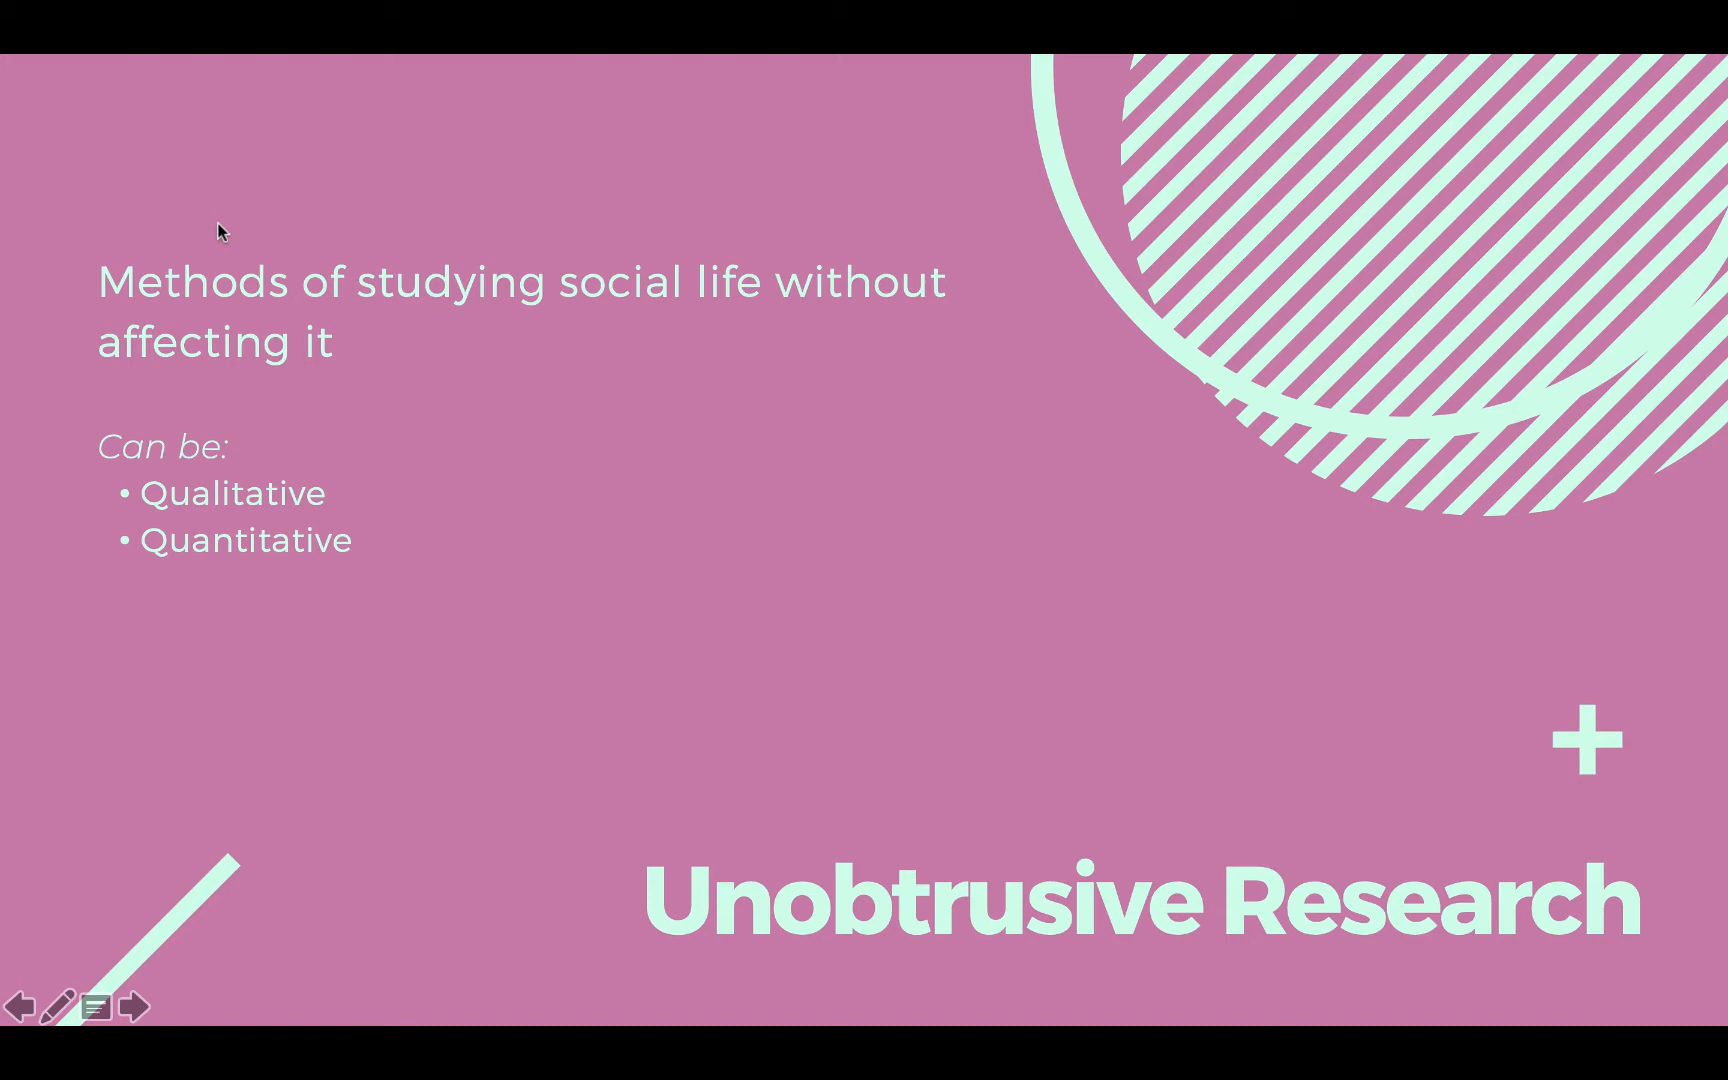 Methods of studying social life without
affecting it
Can be:
• Qualitative
• Quantitative
Unobtrusive Research